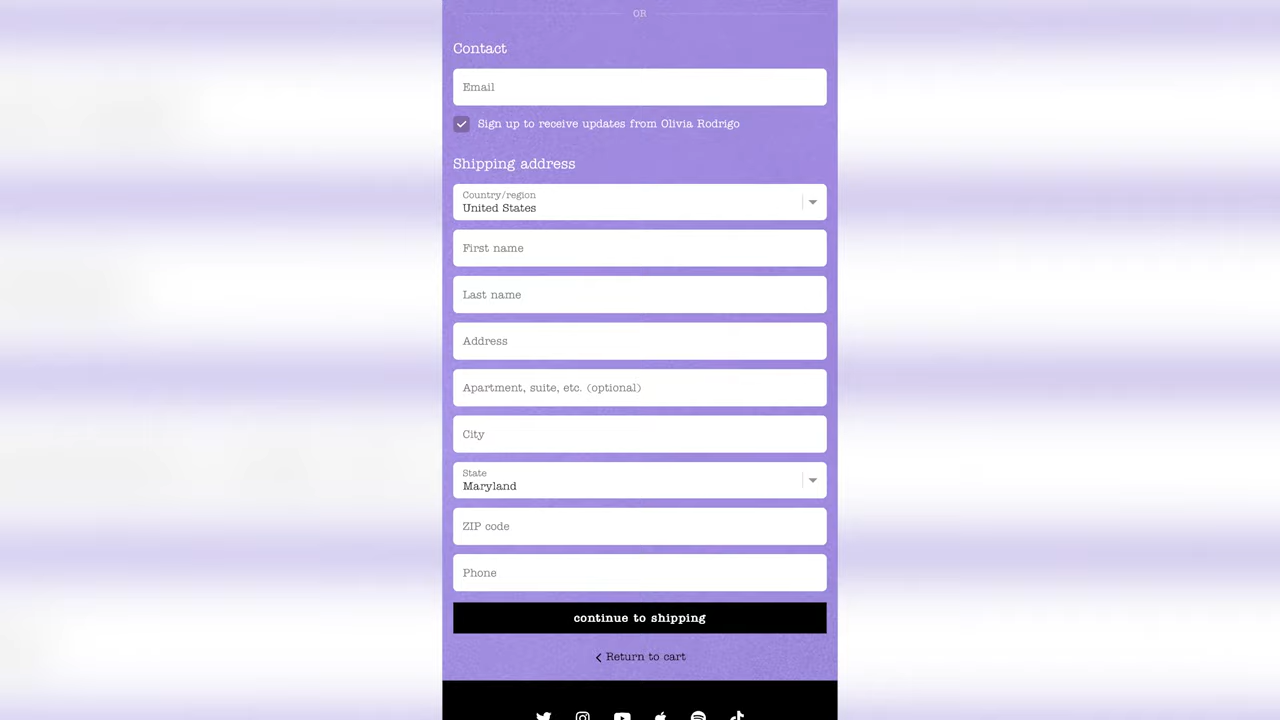 OR
Contact
Email
Sign up to receive updates from Olivia Rodrigo
Shipping address
Country/region
United States
First name
Last name
Address
Apartment, suite, etc. (optional)
City
State
Maryland
ZIP code
Phone
continue to shipping
Return to cart